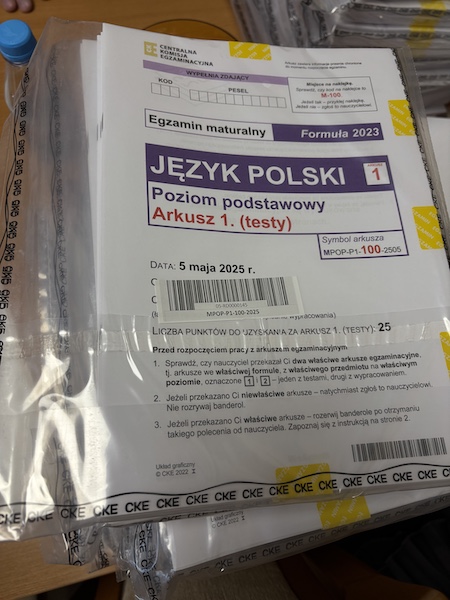 CENTRALNA
KOMISJA
EGZAMINACYJNA
WYPEŁNIA ZDAJĄCY
KOD
PESEL
Miejsce na naklejkę.
Sprawdź, czy kod na naklejce to
M-100.
Jeżeli tak – przyklej naklejkę.
Jeżeli nie – zgłoś to nauczycielowi.
Egzamin maturalny
Formuła 2023
JĘZYK POLSKI
1
Poziom podstawowy
Arkusz 1. (testy)
Symbol arkusza
MPOP-P1-100-2505
DATA: 5 maja 2025 r.
MPOP-P1-100-2025
wypracowania)
LICZBA PUNKTÓW DO UZYSKANIA ZA ARKUSZ 1. (TESTY): 25
Przed rozpoczęciem pracy z arkuszem egzaminacyjnym
1. Sprawdź, czy nauczyciel przekazał Ci dwa właściwe arkusze egzaminacyjne,
tj. arkusze we właściwej formule, z właściwego przedmiotu na właściwym
poziomie, oznaczone 1 i 2 – jeden z testami, drugi z wypracowaniem.
2. Jeżeli przekazano Ci niewłaściwe arkusze – natychmiast zgłoś to nauczycielowi.
Nie rozrywaj banderol.
3. Jeżeli przekazano Ci właściwe arkusze – rozerwij banderole po otrzymaniu
takiego polecenia od nauczyciela. Zapoznaj się z instrukcją na stronie 2.
Układ graficzny
© CKE 2022
CKE CKE CKE CKE CKE CKE CKE CKE CKE CKE CKE